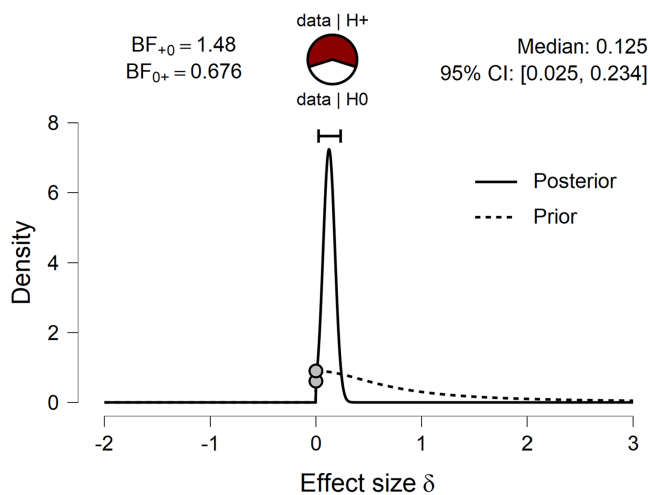 data | H+
BF+0 = 1.48
BF0+ = 0.676
Median: 0.125
95% CI: [0.025, 0.234]
data | H0
8
6
4
2
0
Density
Posterior
Prior
-2
-1
0
1
2
3
Effect size δ